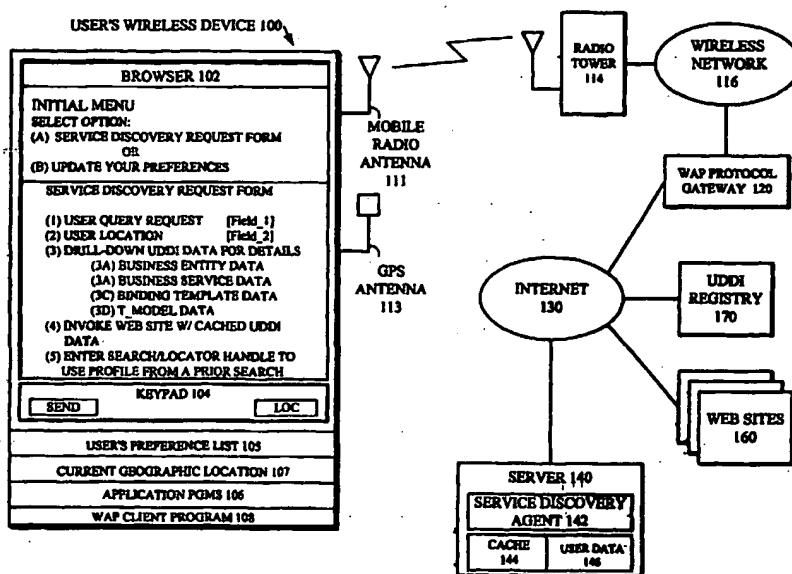 USER'S WIRELESS DEVICE 100
BROWSER 102
INITIAL MENU
SELECT OPTION:
(A) SERVICE DISCOVERY REQUEST FORM
OR
(B) UPDATE YOUR PREFERENCES
SERVICE DISCOVERY REQUEST FORM
(1) USER QUERY REQUEST [Field_1]
(2) USER LOCATION [Field_2]
(3) DRILL-DOWN UDDI DATA FOR DETAILS
(3A) BUSINESS ENTITY DATA
(3A) BUSINESS SERVICE DATA
(3C) BINDING TEMPLATE DATA
(3D) T_MODEL DATA
(4) INVOKE WEB SITE W/ CACHED UDDI
DATA
(5) ENTER SEARCH/LOCATOR HANDLE TO
USE PROFILE FROM A PRIOR SEARCH
KEYPAD 104
SEND
LOC
USER'S PREFERENCE LIST 105
CURRENT GEOGRAPHIC LOCATION 107
APPLICATION PGMS 106
WAP CLIENT PROGRAM 108
MOBILE
RADIO
ANTENNA
111
GPS
ANTENNA
113
RADIO
TOWER
114
WIRELESS
NETWORK
116
WAP PROTOCOL
GATEWAY 120
INTERNET
130
UDDI
REGISTRY
170
WEB SITES
160
SERVER 140
SERVICE DISCOVERY
AGENT 142
CACHE
144
USER DATA
146